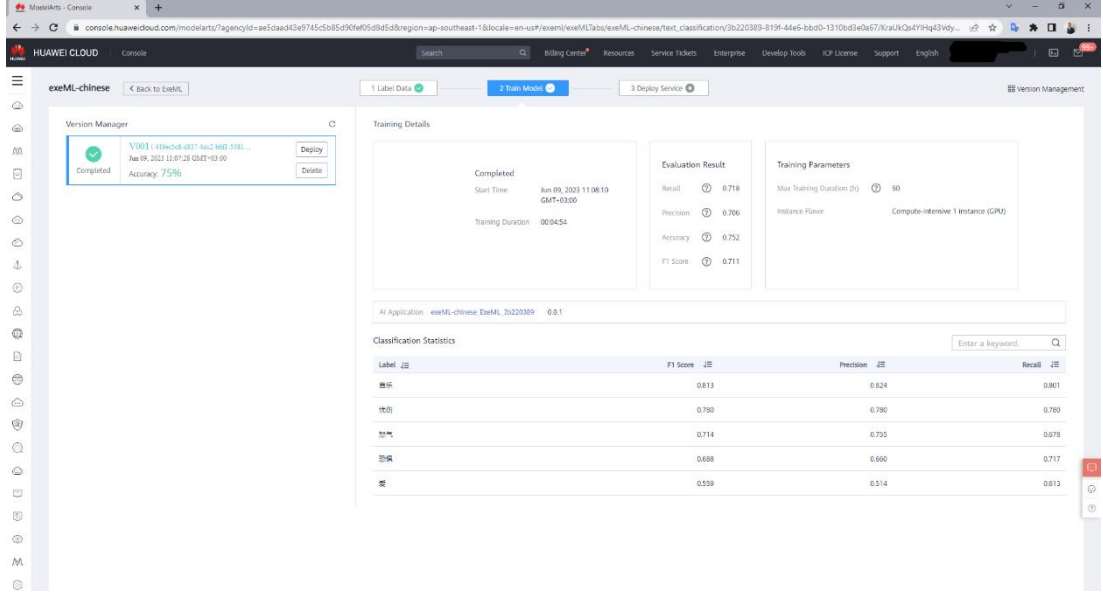 ModelArts - Console
console.huaweicloud.com/modelarts/?agencyId=ae5daad43a9745c5b85d90fef05d8d5d&region=ap-southeast-1&locale=en-us#/exeml/exeMLTabs/exeML-chinese/text_classification/3b220389-819f-44e6-bbd0-1310bd3e0a67/KraUkQs4YIHq43Vdy...
HUAWEI CLOUD Console Search Billing Center Resources Service Tickets Enterprise Develop Tools ICP License Support English 99+
HUAWEI
exeML-chinese < Back to ExeML 1 Label Data 2 Train Model 3 Deploy Service Version Management
Version Manager
V001
Jun 09, 2023 11:07:28 GMT+03:00
Completed Accuracy: 75%
Deploy
Delete
Training Details
Completed
Start Time Jun 09, 2023 11:08:10 GMT+03:00
Training Duration 00:04:54
Evaluation Result
Recall 0.718
Precision 0.706
Accuracy 0.752
F1 Score 0.711
Training Parameters
Max Training Duration (h) 60
Instance Flavor Compute-intensive 1 instance (GPU)
AI Application exeML-chinese_ExeML_3b220389 0.0.1
Classification Statistics
Enter a keyword.
Label F1 Score Precision Recall
0.813 0.824 0.801
忧伤 0.780 0.780 0.780
怒气 0.714 0.755 0.678
恐惧 0.688 0.660 0.717
爱 0.559 0.514 0.613